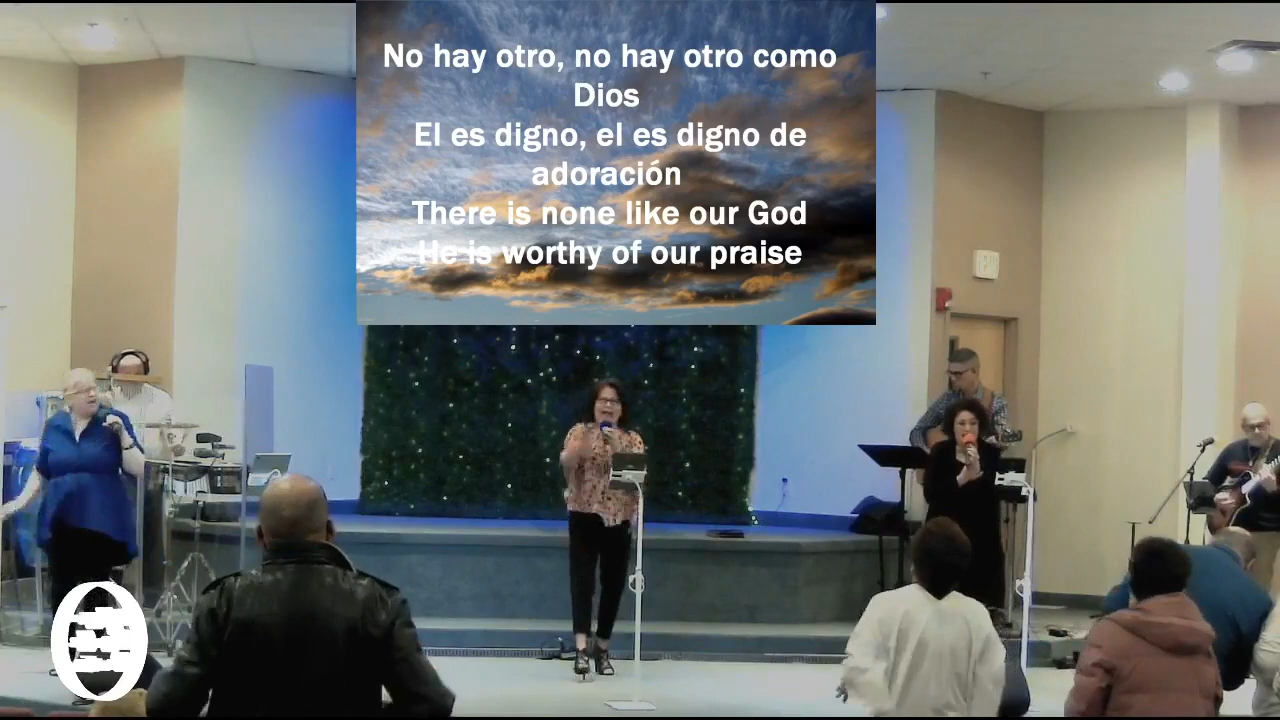 No hay otro, no hay otro como
Dios
El es digno, el es digno de
adoración
There is none like our God
He is worthy of our praise